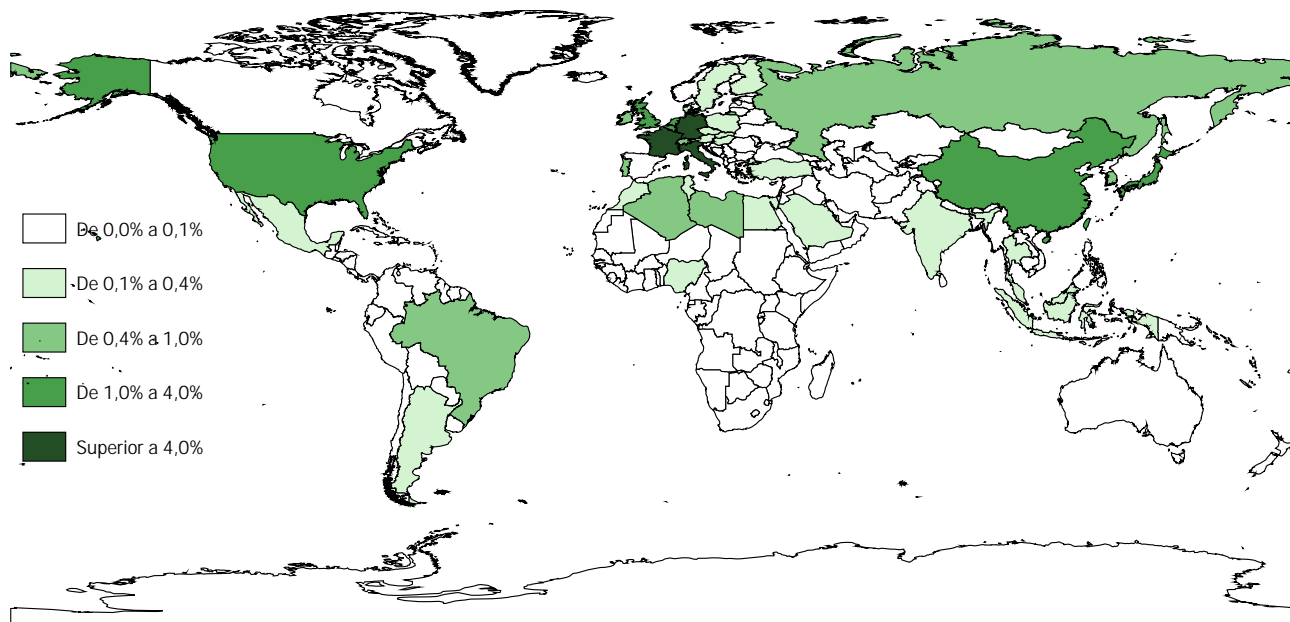 De 0,0% a 0,1%
De 0,1% a 0,4%
De 0,4% a 1,0%
De 1,0% a 4,0%
Superior a 4,0%